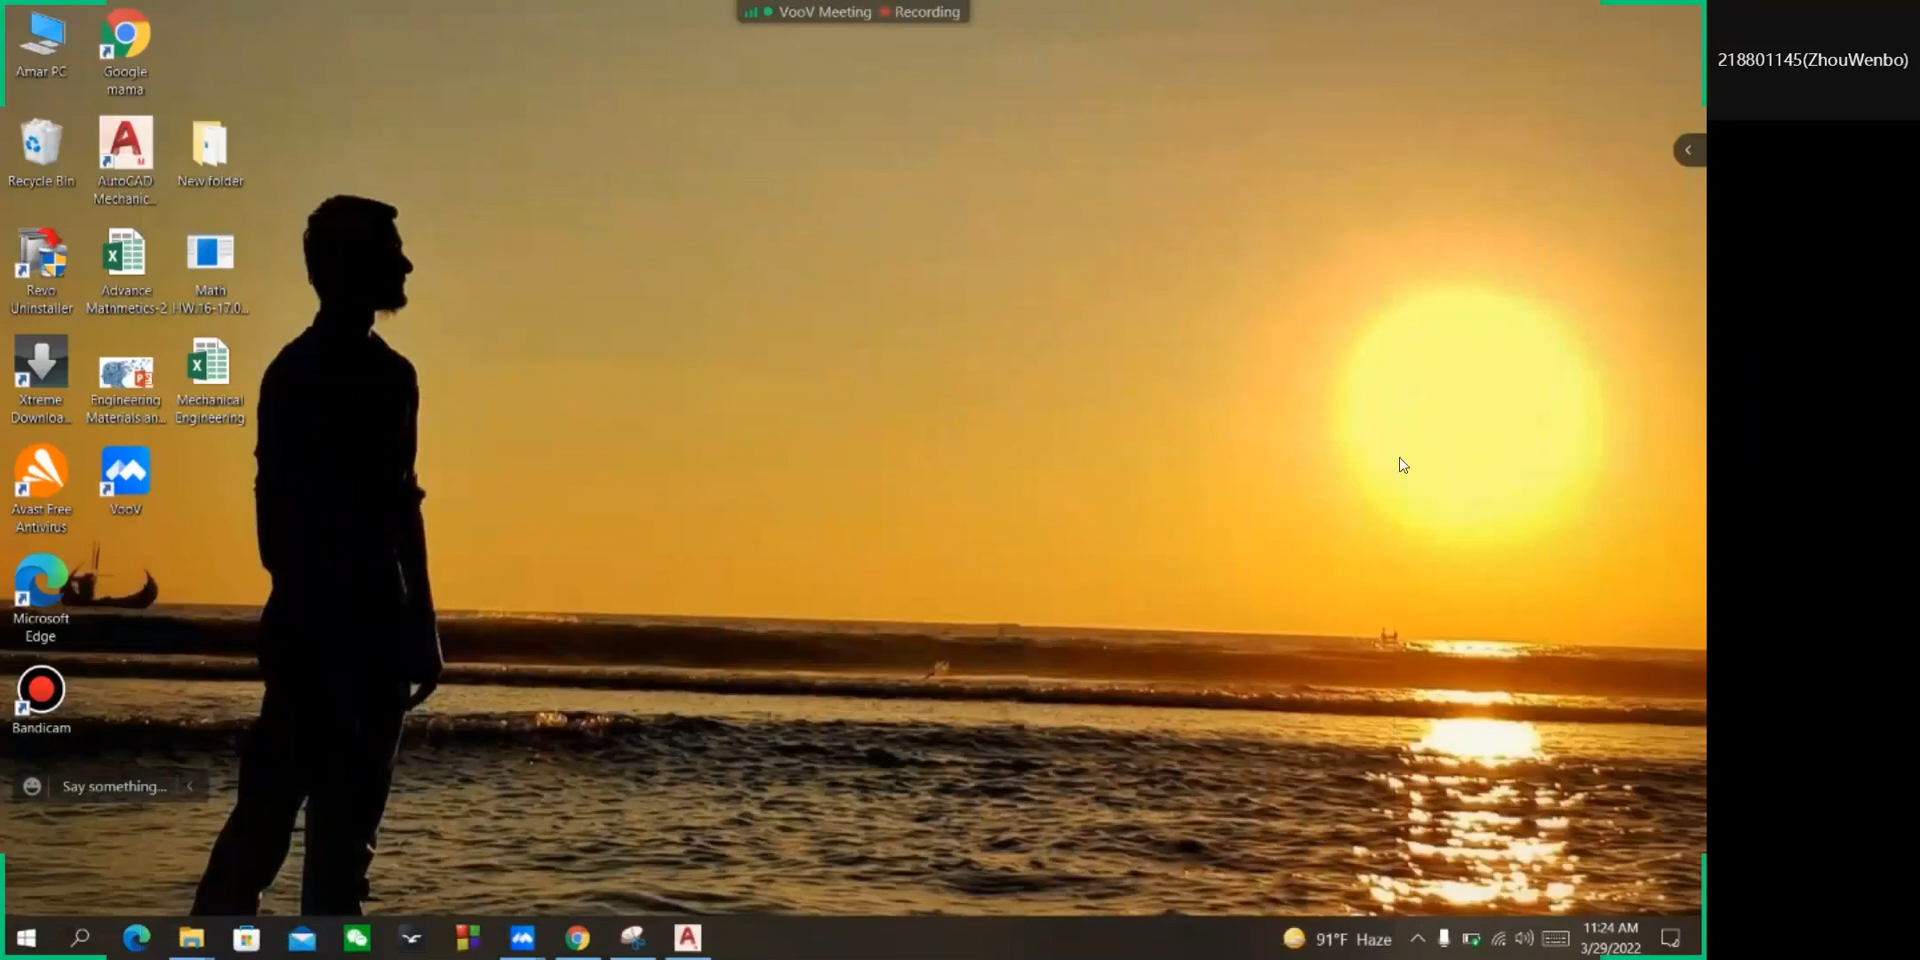 VooV Meeting Recording
218801145(ZhouWenbo)
Amar PC
Google
mama
Recycle Bin
AutoCAD
Mechanic...
New folder
Revo
Uninstaller
Advance
Mathmetics-2
Math
HW.16-17.0...
Xtreme
Downloa...
Engineering
Materials an...
Mechanical
Engineering
Avast Free
Antivirus
VooV
Microsoft
Edge
Bandicam
Say something...
91°F Haze
11:24 AM
3/29/2022